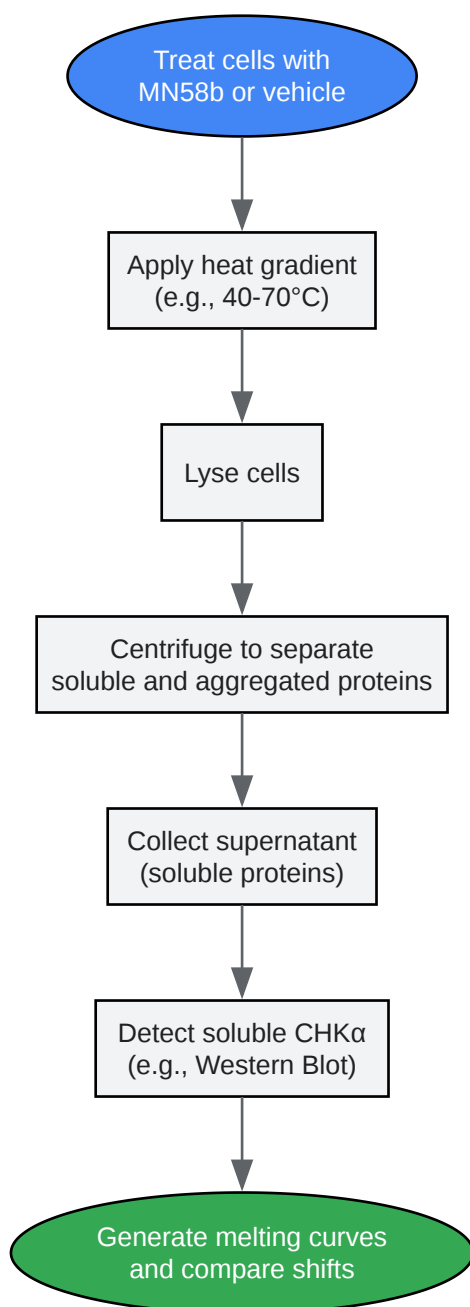 Treat cells with
MN58b or vehicle
Apply heat gradient
(e.g., 40-70°C)
Lyse cells
Centrifuge to separate
soluble and aggregated proteins
Collect supernatant
(soluble proteins)
Detect soluble CHKα
(e.g., Western Blot)
Generate melting curves
and compare shifts